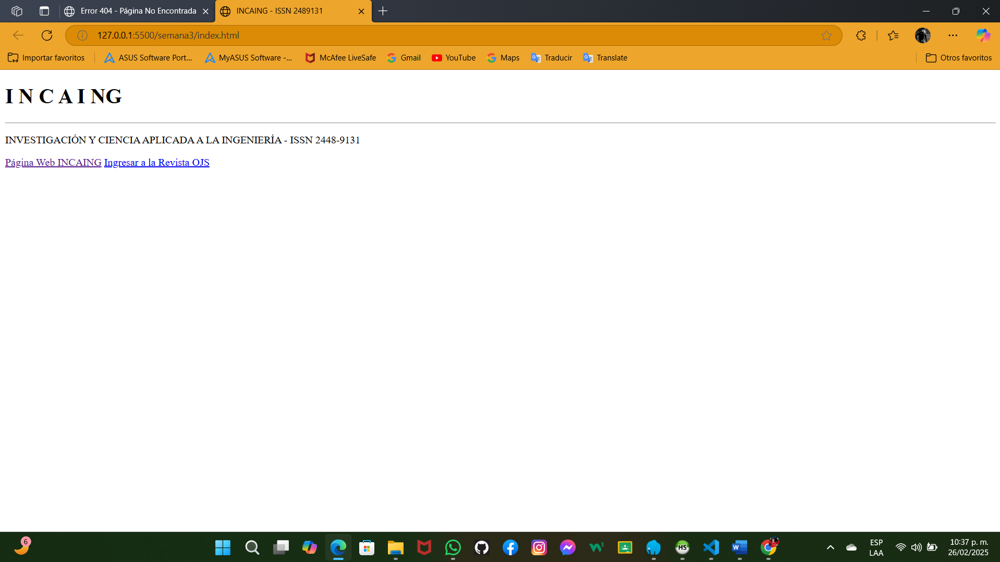 Error 404 - Página No Encontrada
INCAING - ISSN 2489131
127.0.0.1:5500/semana3/index.html
Importar favoritos
ASUS Software Port...
MyASUS Software -...
McAfee LiveSafe
Gmail
YouTube
Maps
Traducir
Translate
Otros favoritos
I N C A I NG
INVESTIGACIÓN Y CIENCIA APLICADA A LA INGENIERÍA - ISSN 2448-9131
Página Web INCAING Ingresar a la Revista OJS
6
W3
HS
W
ESP
LAA
10:37 p. m.
26/02/2025